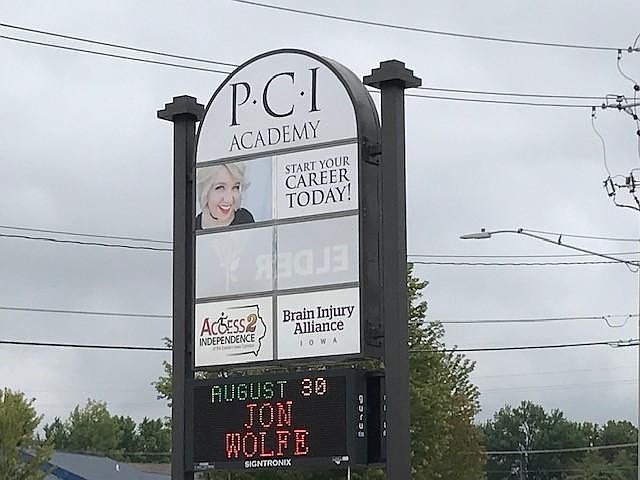 P·C·I
ACADEMY
START YOUR
CAREER
TODAY!
ELDER
ACCESS2
INDEPENDENCE
Brain Injury
Alliance
IOWA
AUGUST 30
JON
WOLFE
SIGNTRONIX